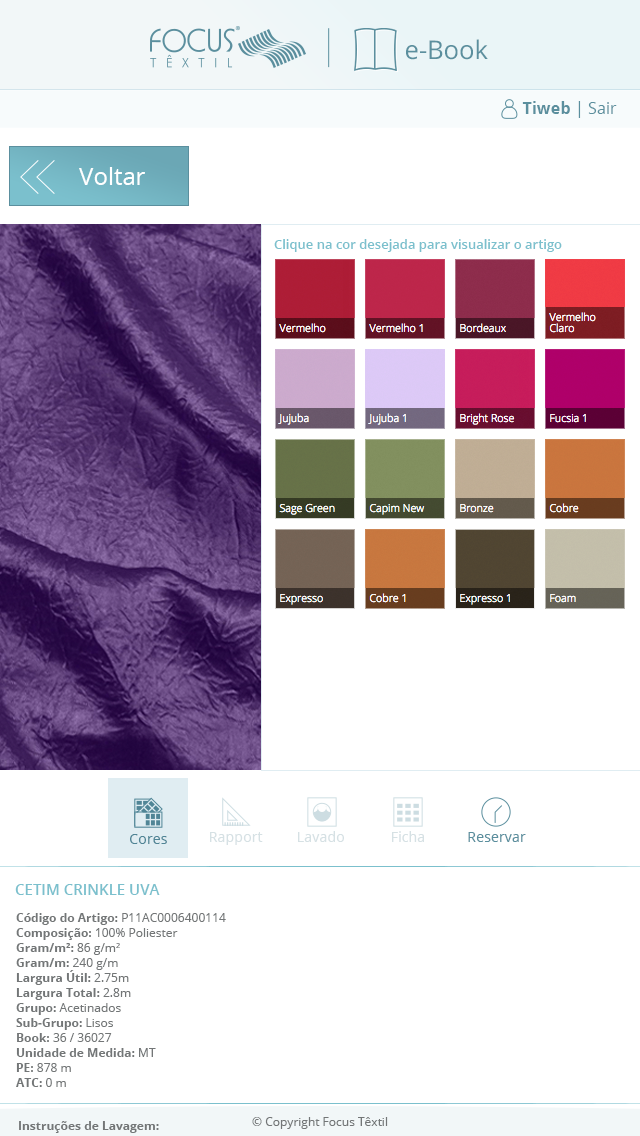 FOCUS
TÊXTIL
e-Book
Tiweb | Sair
Voltar
Clique na cor desejada para visualizar o artigo
Vermelho
Vermelho 1
Bordeaux
Vermelho
Claro
Jujuba
Jujuba 1
Bright Rose
Fucsia 1
Sage Green
Capim New
Bronze
Cobre
Expresso
Cobre 1
Expresso 1
Foam
Cores
Rapport
Lavado
Ficha
Reservar
CETIM CRINKLE UVA
Código do Artigo: P11AC0006400114
Composição: 100% Poliester
Gram/m²: 86 g/m²
Gram/m: 240 g/m
Largura Útil: 2.75m
Largura Total: 2.8m
Grupo: Acetinados
Sub-Grupo: Lisos
Book: 36 / 36027
Unidade de Medida: MT
PE: 878 m
ATC: 0 m
© Copyright Focus Têxtil
Instruções de Lavagem: